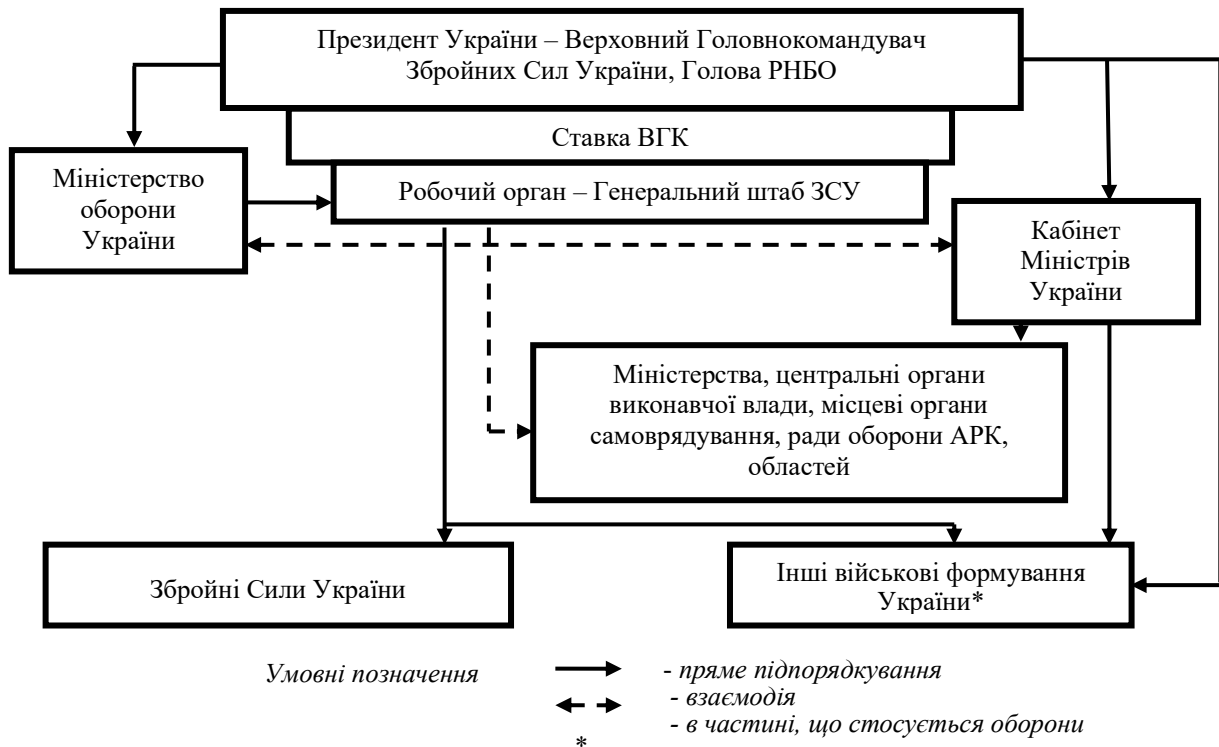 Президент України – Верховний Головнокомандувач
Збройних Сил України, Голова РНБО
Ставка ВГК
Робочий орган – Генеральний штаб ЗСУ
Міністерство
оборони
України
Кабінет
Міністрів
України
Міністерства, центральні органи
виконавчої влади, місцеві органи
самоврядування, ради оборони АРК,
областей
Збройні Сили України
Інші військові формування
України*
Умовні позначення
- пряме підпорядкування
- взаємодія
* - в частині, що стосується оборони